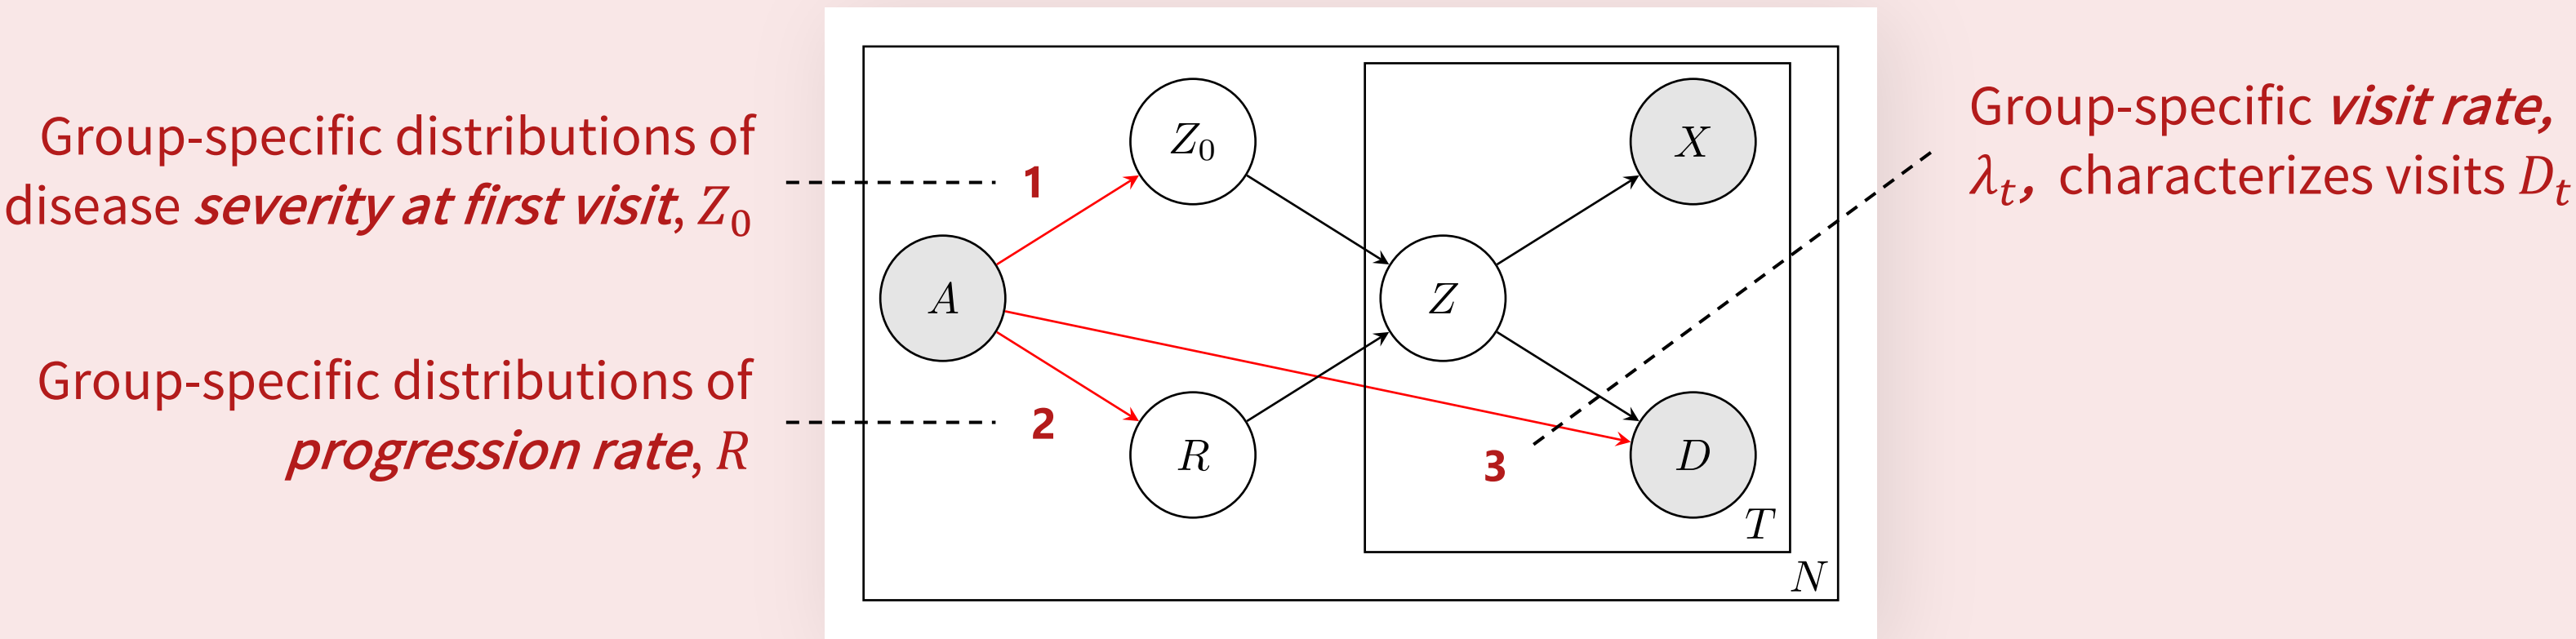 Group-specific distributions of
disease severity at first visit, Z₀
Group-specific distributions of
progression rate, R
1
2
3
A
Z₀
R
Z
X
D
T
N
Group-specific visit rate,
λₜ, characterizes visits Dₜ